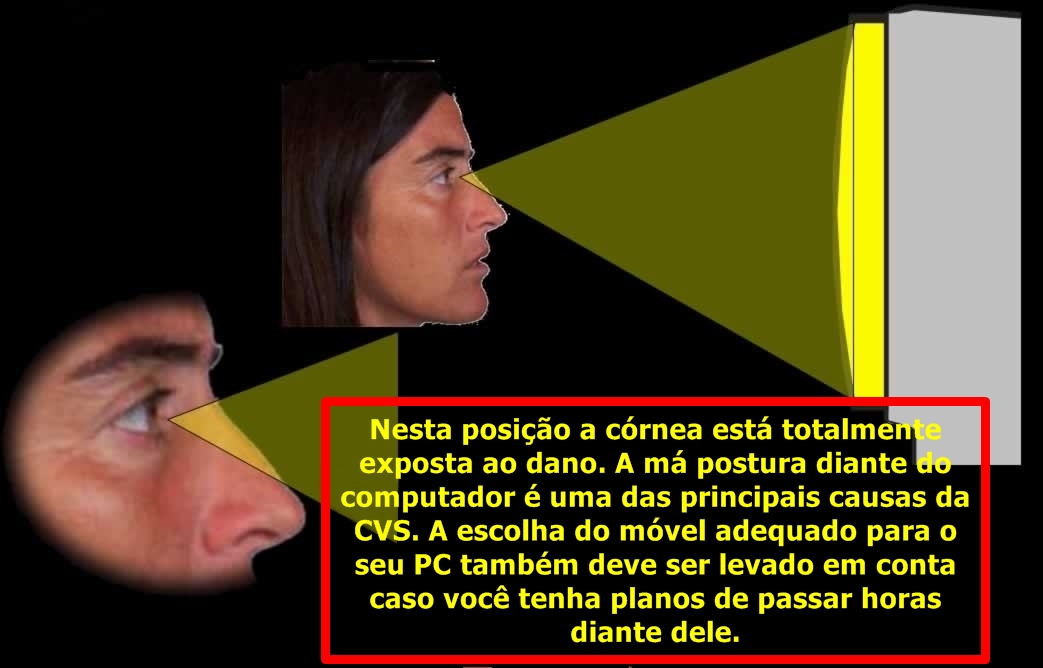 Nesta posição a córnea está totalmente
exposta ao dano. A má postura diante do
computador é uma das principais causas da
CVS. A escolha do móvel adequado para o
seu PC também deve ser levado em conta
caso você tenha planos de passar horas
diante dele.